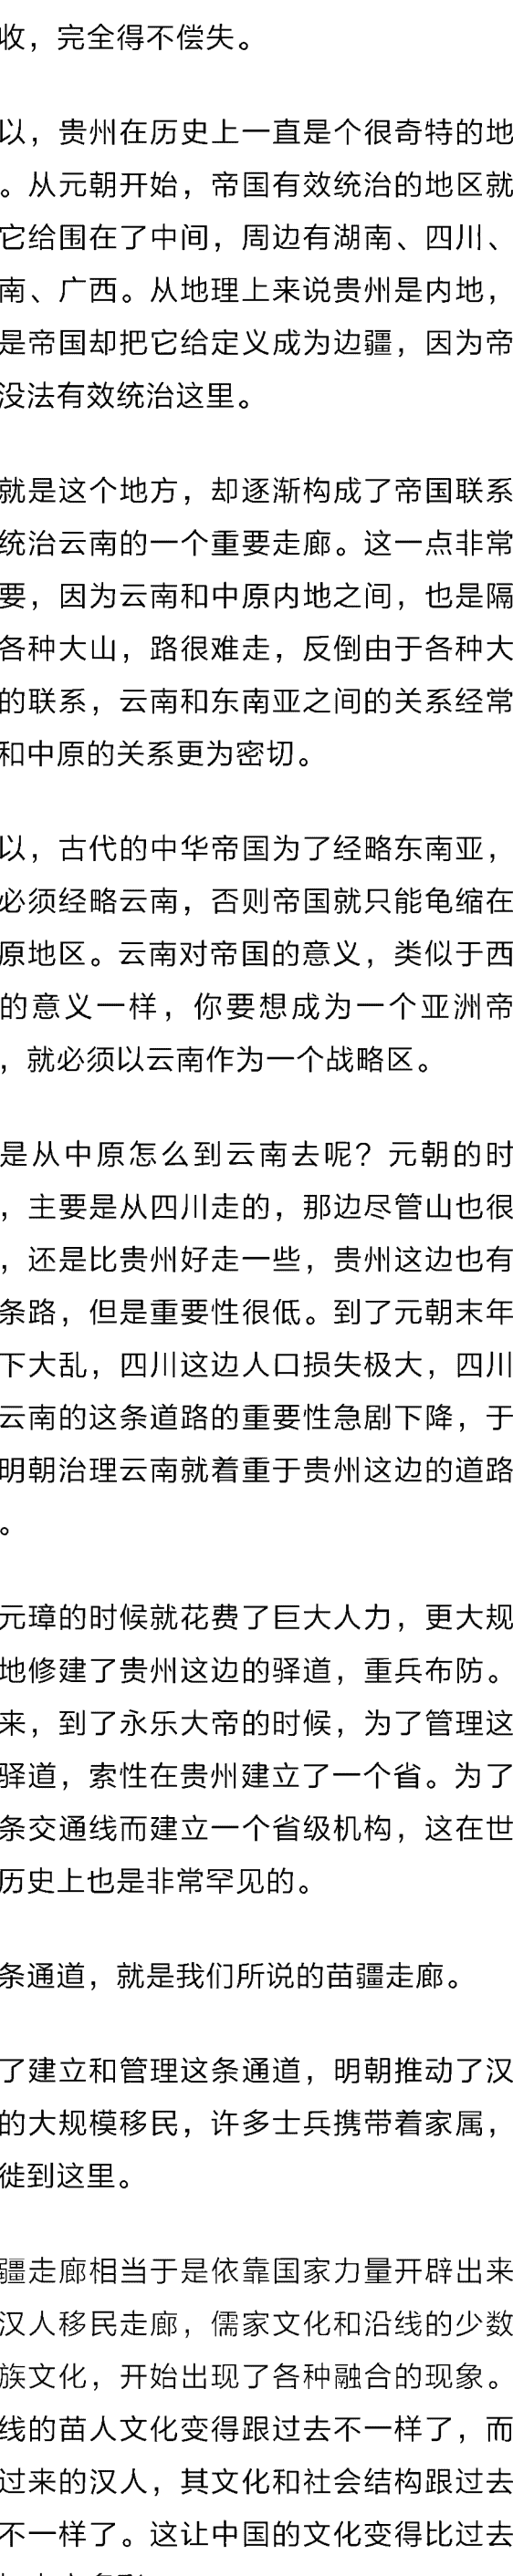 收，完全得不偿失。
以，贵州在历史上一直是个很奇特的地
。从元朝开始，帝国有效统治的地区就
它给围在了中间，周边有湖南、四川、
南、广西。从地理上来说贵州是内地，
是帝国却把它给定义成为边疆，因为帝
没法有效统治这里。
就是这个地方，却逐渐构成了帝国联系
统治云南的一个重要走廊。这一点非常
要，因为云南和中原内地之间，也是隔
各种大山，路很难走，反倒由于各种大
的联系，云南和东南亚之间的关系经常
和中原的关系更为密切。
以，古代的中华帝国为了经略东南亚，
必须经略云南，否则帝国就只能龟缩在
原地区。云南对帝国的意义，类似于西
的意义一样，你要想成为一个亚洲帝
，就必须以云南作为一个战略区。
是从中原怎么到云南去呢？元朝的时
，主要是从四川走的，那边尽管山也很
，还是比贵州好走一些，贵州这边也有
条路，但是重要性很低。到了元朝末年
下大乱，四川这边人口损失极大，四川
云南的这条道路的重要性急剧下降，于
明朝治理云南就着重于贵州这边的道路
。
元璋的时候就花费了巨大人力，更大规
地修建了贵州这边的驿道，重兵布防。
来，到了永乐大帝的时候，为了管理这
驿道，索性在贵州建立了一个省。为了
条交通线而建立一个省级机构，这在世
历史上也是非常罕见的。
条通道，就是我们所说的苗疆走廊。
了建立和管理这条通道，明朝推动了汉
的大规模移民，许多士兵携带着家属，
徙到这里。
疆走廊相当于是依靠国家力量开辟出来
汉人移民走廊，儒家文化和沿线的少数
族文化，开始出现了各种融合的现象。
线的苗人文化变得跟过去不一样了，而
过来的汉人，其文化和社会结构跟过去
不一样了。这让中国的文化变得比过去